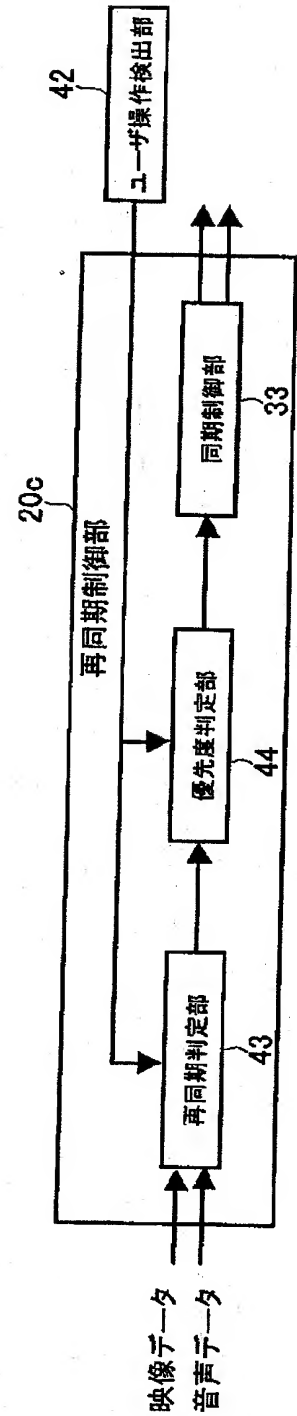 42
ユーザ操作検出部
20c
再同期制御部
同期制御部
33
優先度判定部
44
再同期判定部
43
映像データ
音声データ